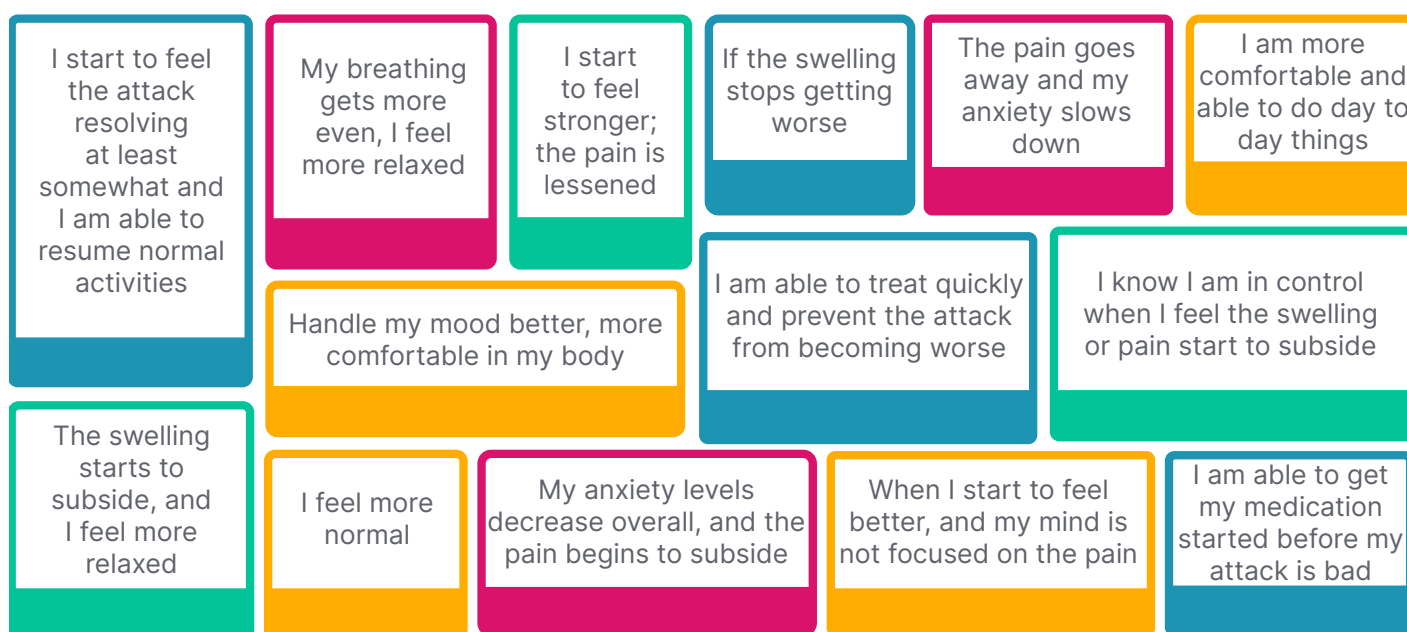 I start to feel
the attack
resolving
at least
somewhat and
I am able to
resume normal
activities
My breathing
gets more
even, I feel
more relaxed
I start
to feel
stronger;
the pain is
lessened
If the swelling
stops getting
worse
The pain goes
away and my
anxiety slows
down
I am more
comfortable and
able to do day to
day things
Handle my mood better, more
comfortable in my body
I am able to treat quickly
and prevent the attack
from becoming worse
I know I am in control
when I feel the swelling
or pain start to subside
The swelling
starts to
subside, and
I feel more
relaxed
I feel more
normal
My anxiety levels
decrease overall, and the
pain begins to subside
When I start to feel
better, and my mind is
not focused on the pain
I am able to get
my medication
started before my
attack is bad